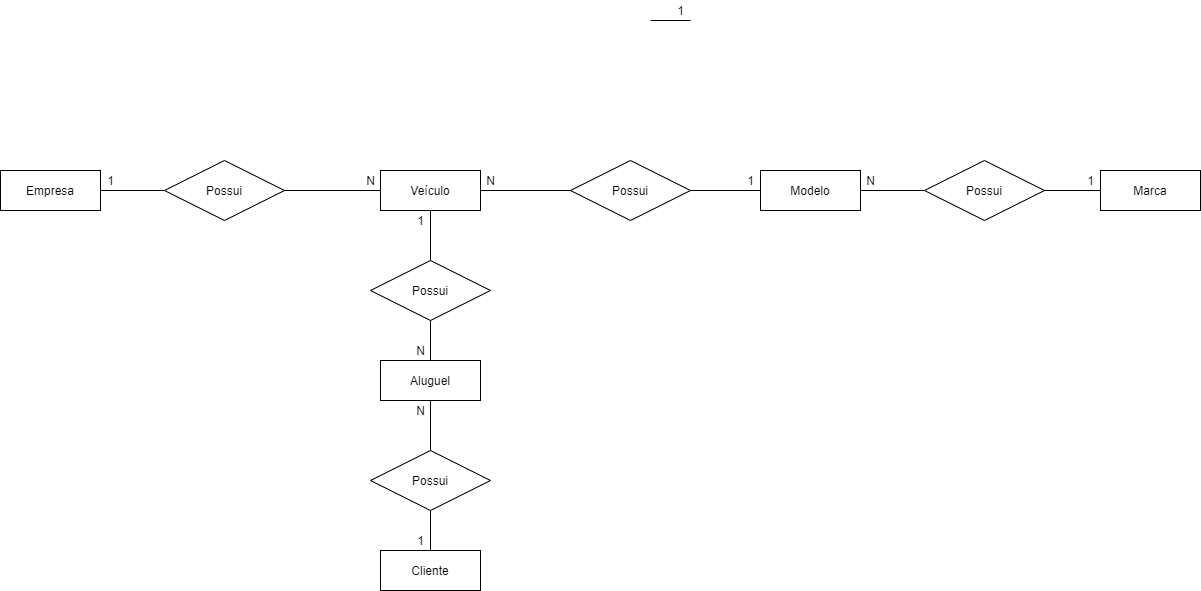 1
Empresa 1 Possui N Veículo N Possui 1 Modelo N Possui 1 Marca
1
Possui
N
Aluguel
N
Possui
1
Cliente